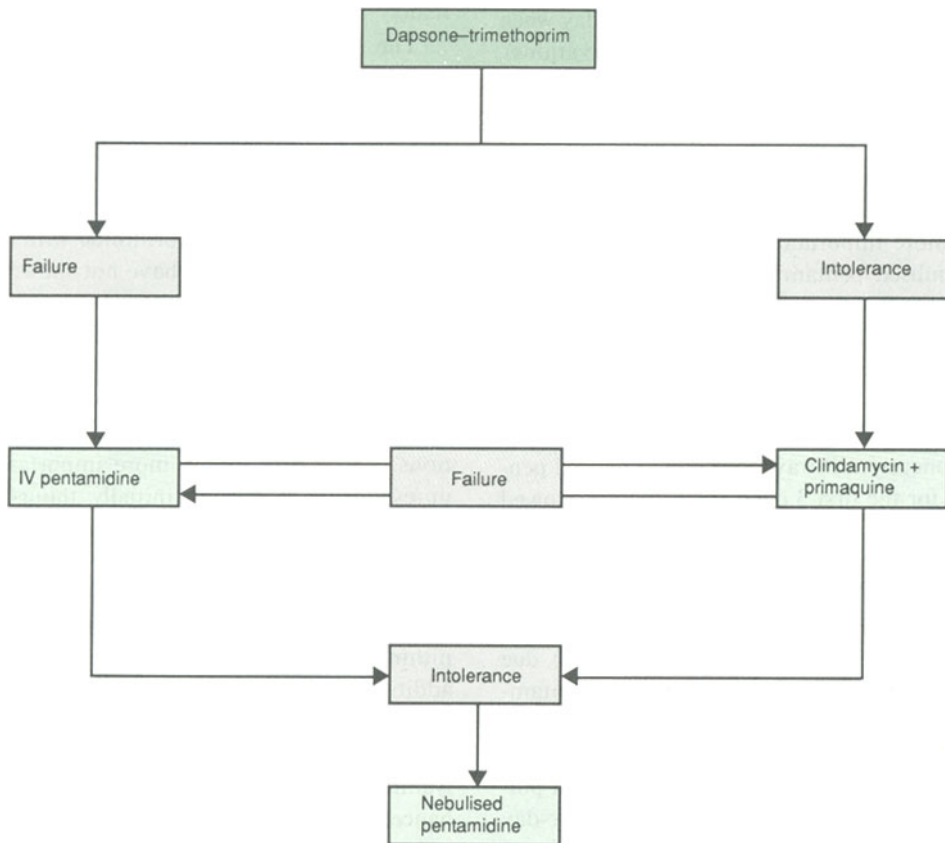 Dapsone–trimethoprim
Failure
Intolerance
IV pentamidine
Failure
Clindamycin +
primaquine
Intolerance
Nebulised
pentamidine